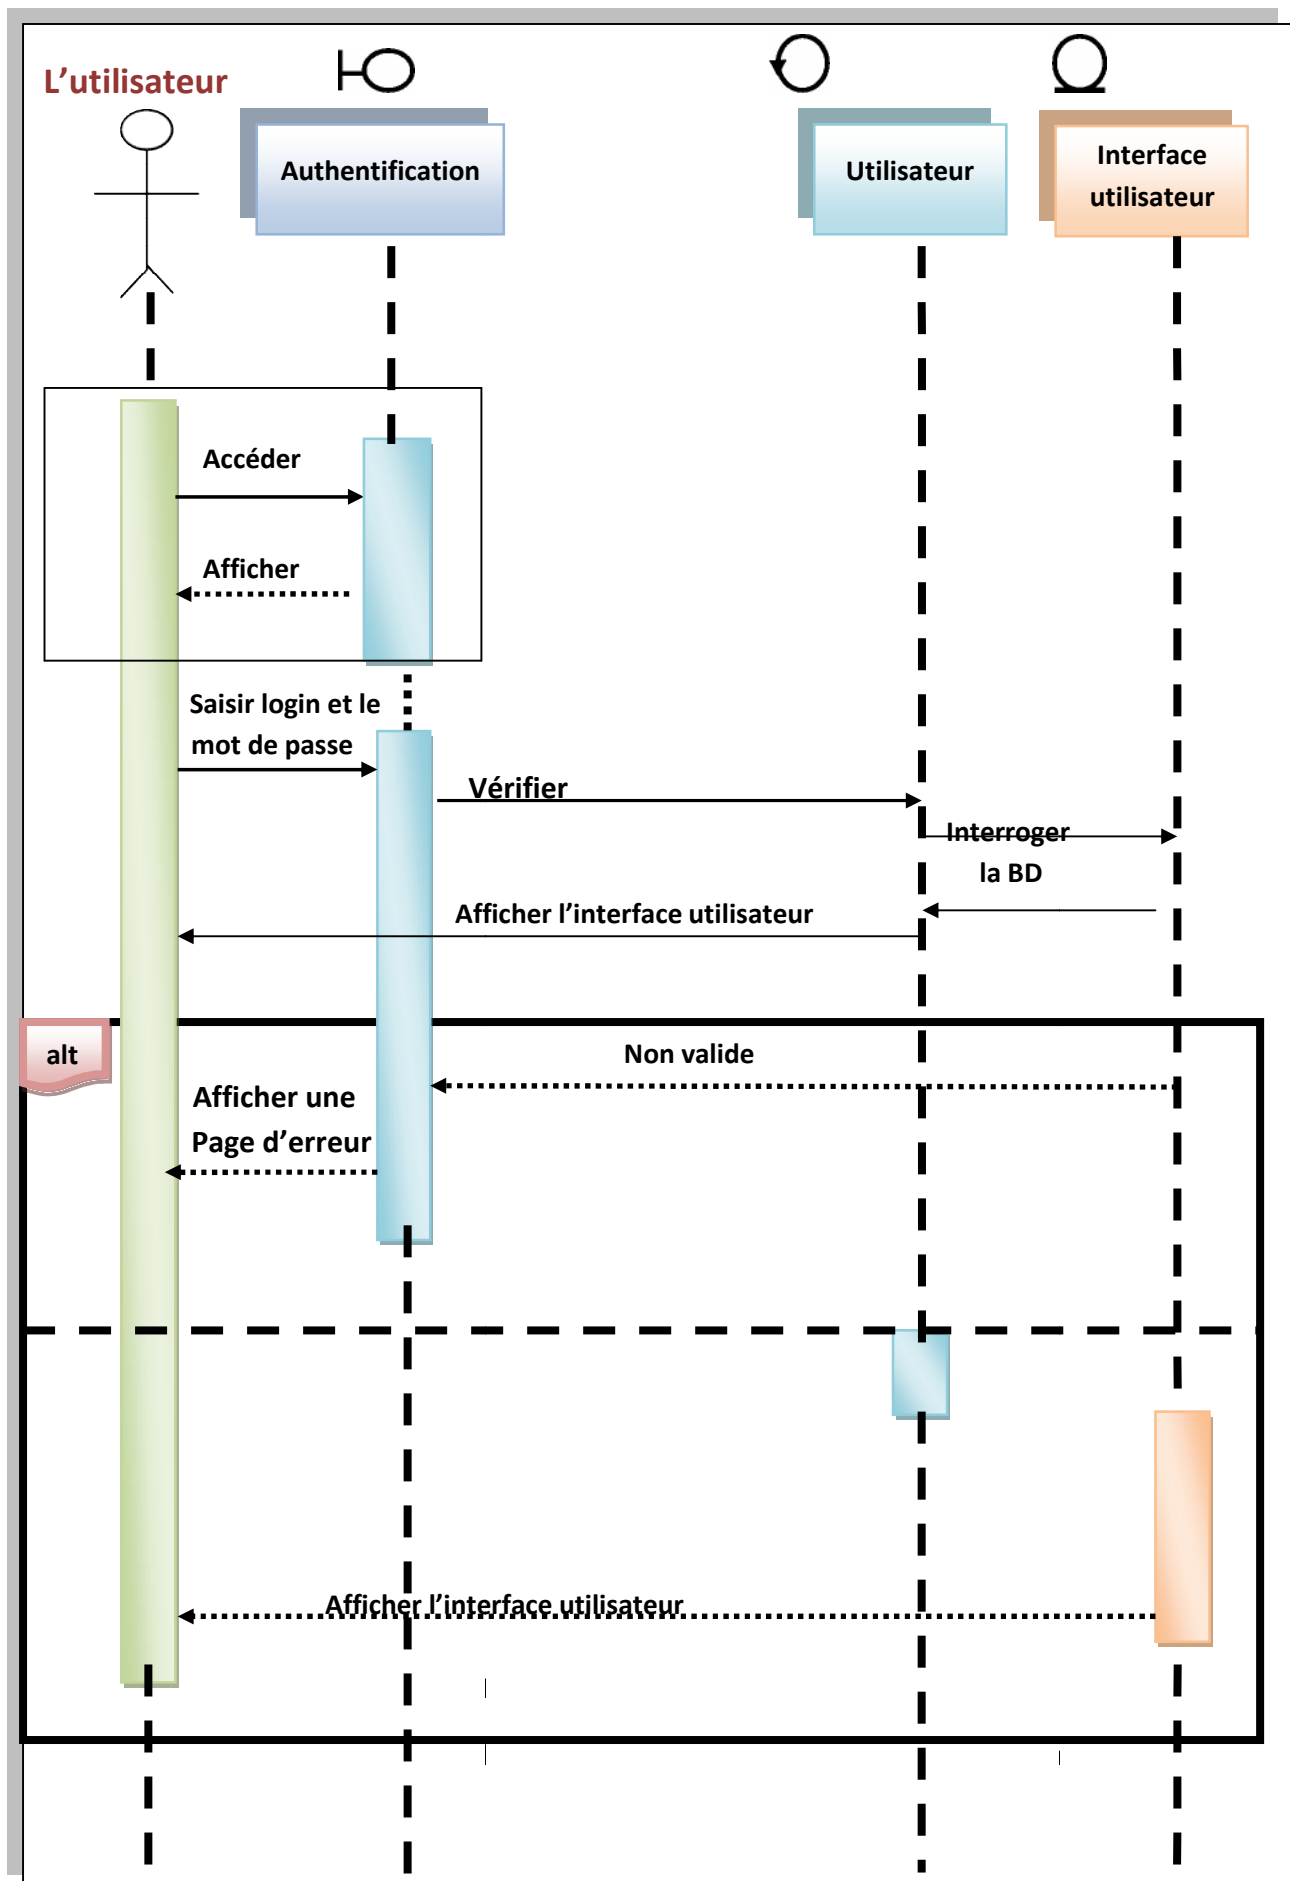 L’utilisateur
Authentification
Utilisateur
Interface
utilisateur
Accéder
Afficher
Saisir login et le
mot de passe
Vérifier
Interroger
la BD
Afficher l’interface utilisateur
alt
Non valide
Afficher une
Page d’erreur
Afficher l’interface utilisateur